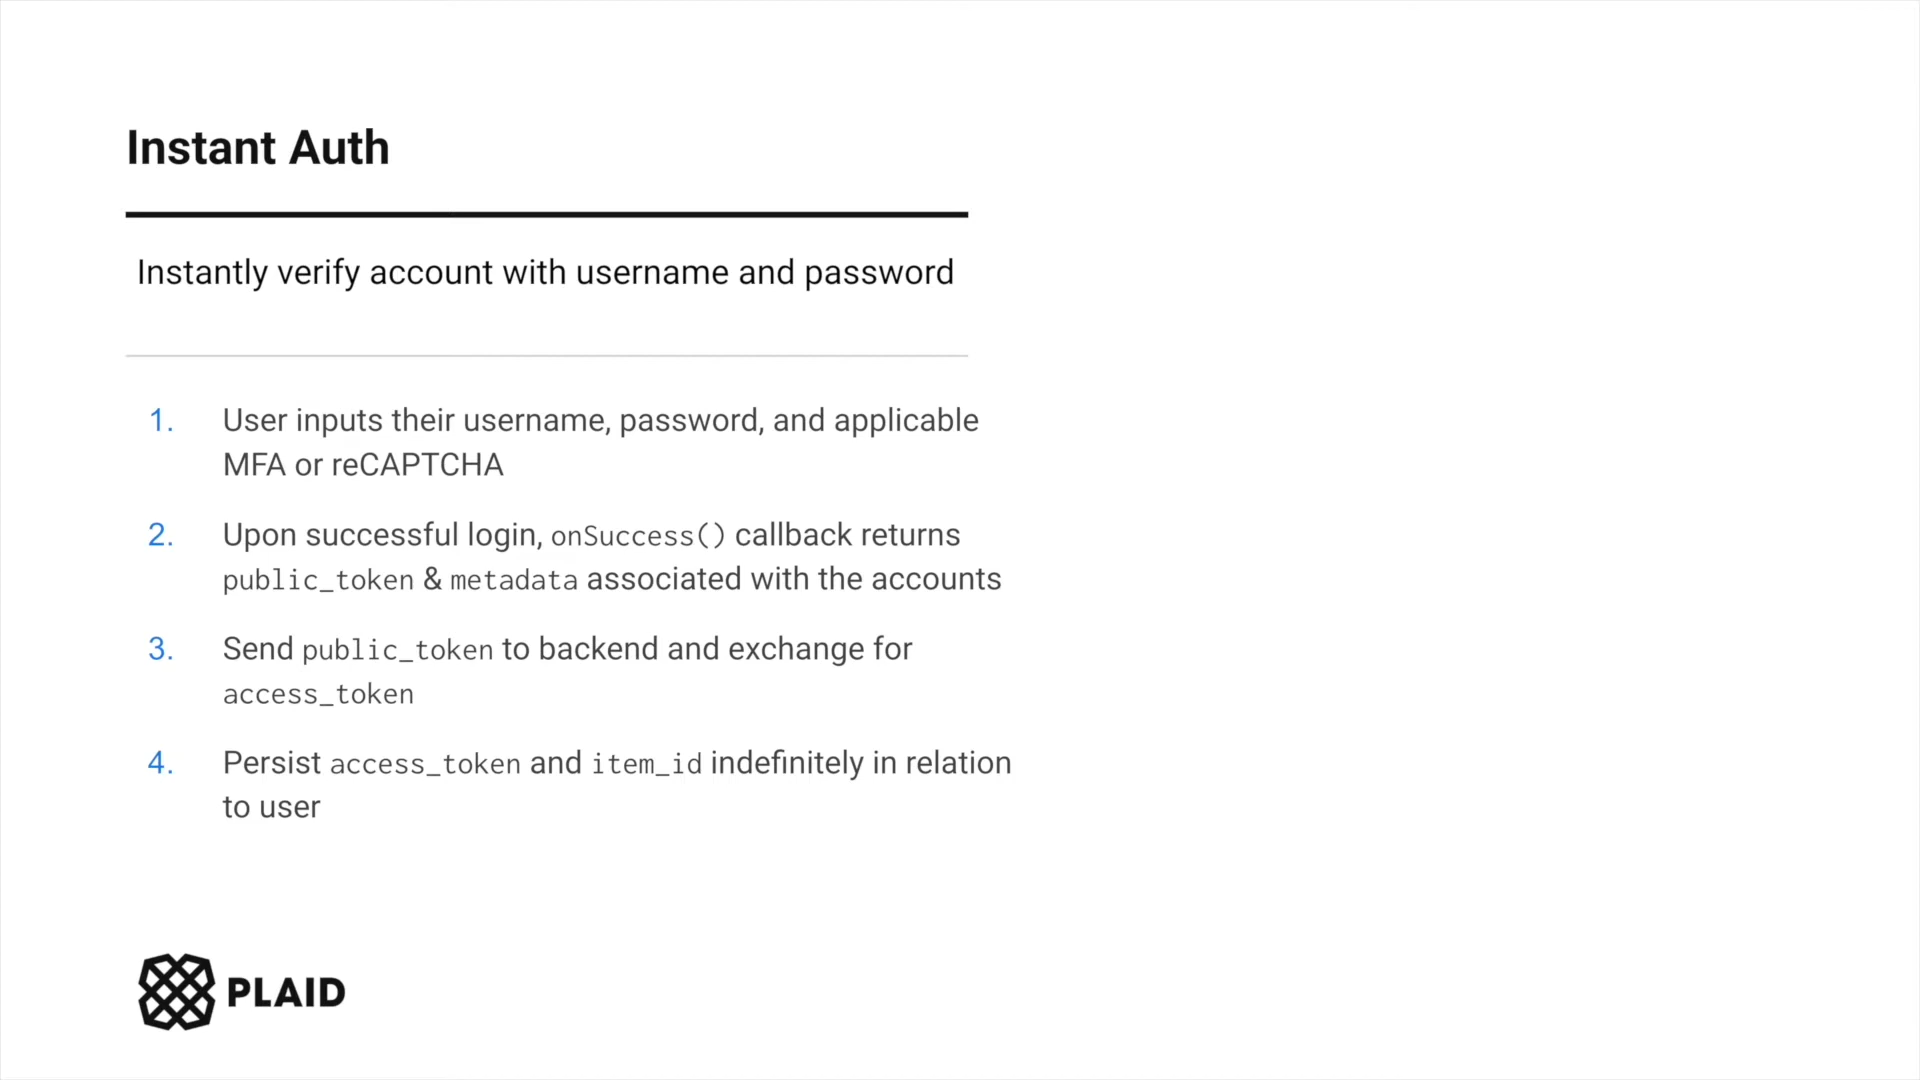 Instant Auth
Instantly verify account with username and password
1. User inputs their username, password, and applicable
MFA or reCAPTCHA
2. Upon successful login, onSuccess() callback returns
public_token & metadata associated with the accounts
3. Send public_token to backend and exchange for
access_token
4. Persist access_token and item_id indefinitely in relation
to user
PLAID